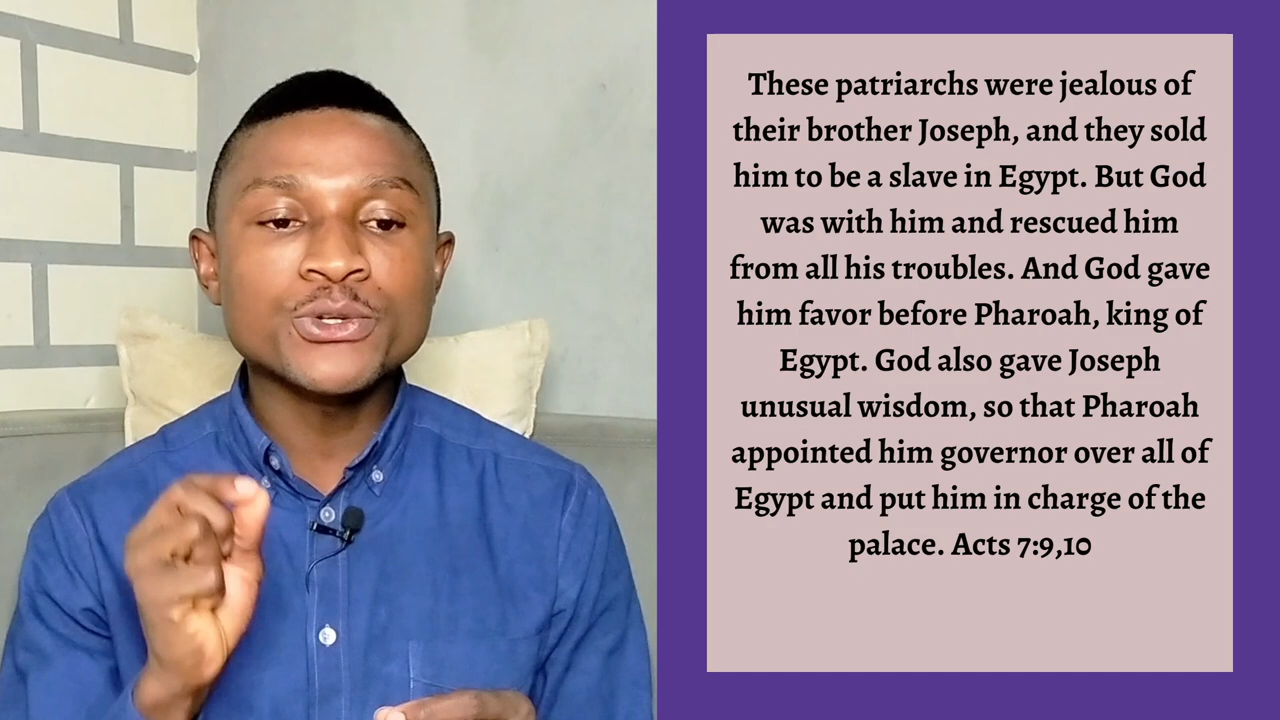 These patriarchs were jealous of
their brother Joseph, and they sold
him to be a slave in Egypt. But God
was with him and rescued him
from all his troubles. And God gave
him favor before Pharoah, king of
Egypt. God also gave Joseph
unusual wisdom, so that Pharoah
appointed him governor over all of
Egypt and put him in charge of the
palace. Acts 7:9,10